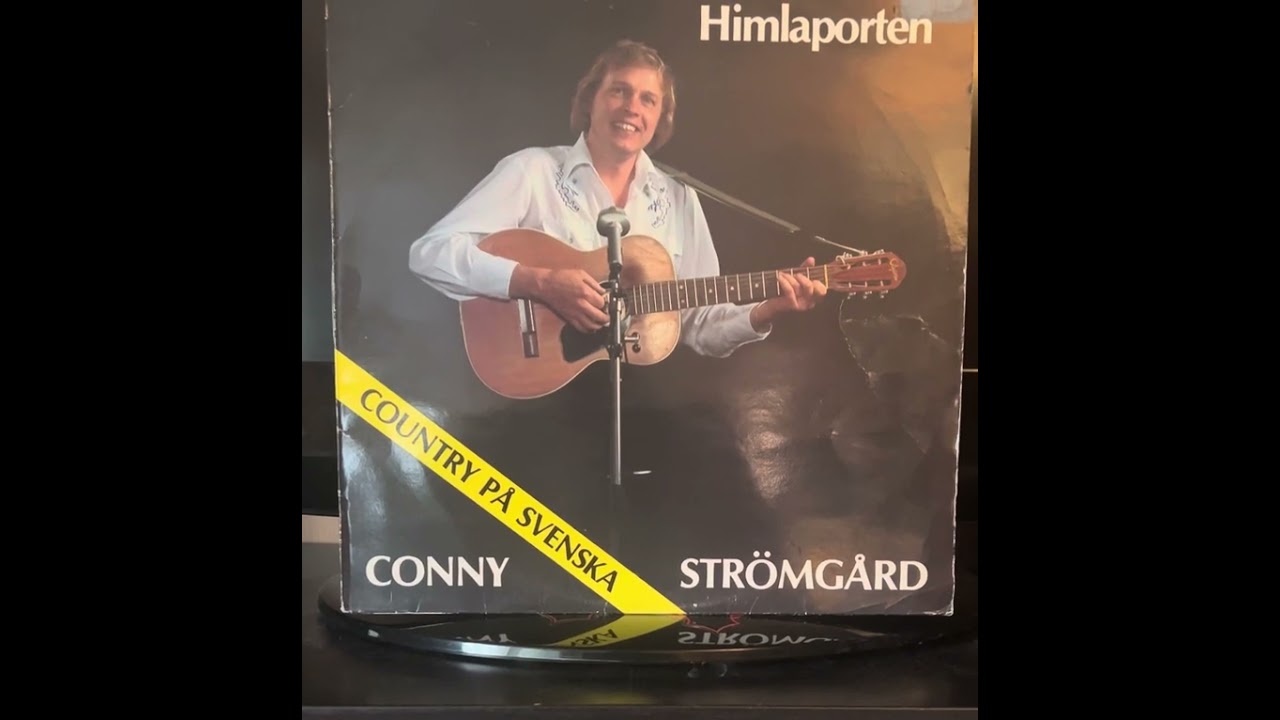 Himlaporten
COUNTRY PÅ SVENSKA
CONNY STRÖMGÅRD